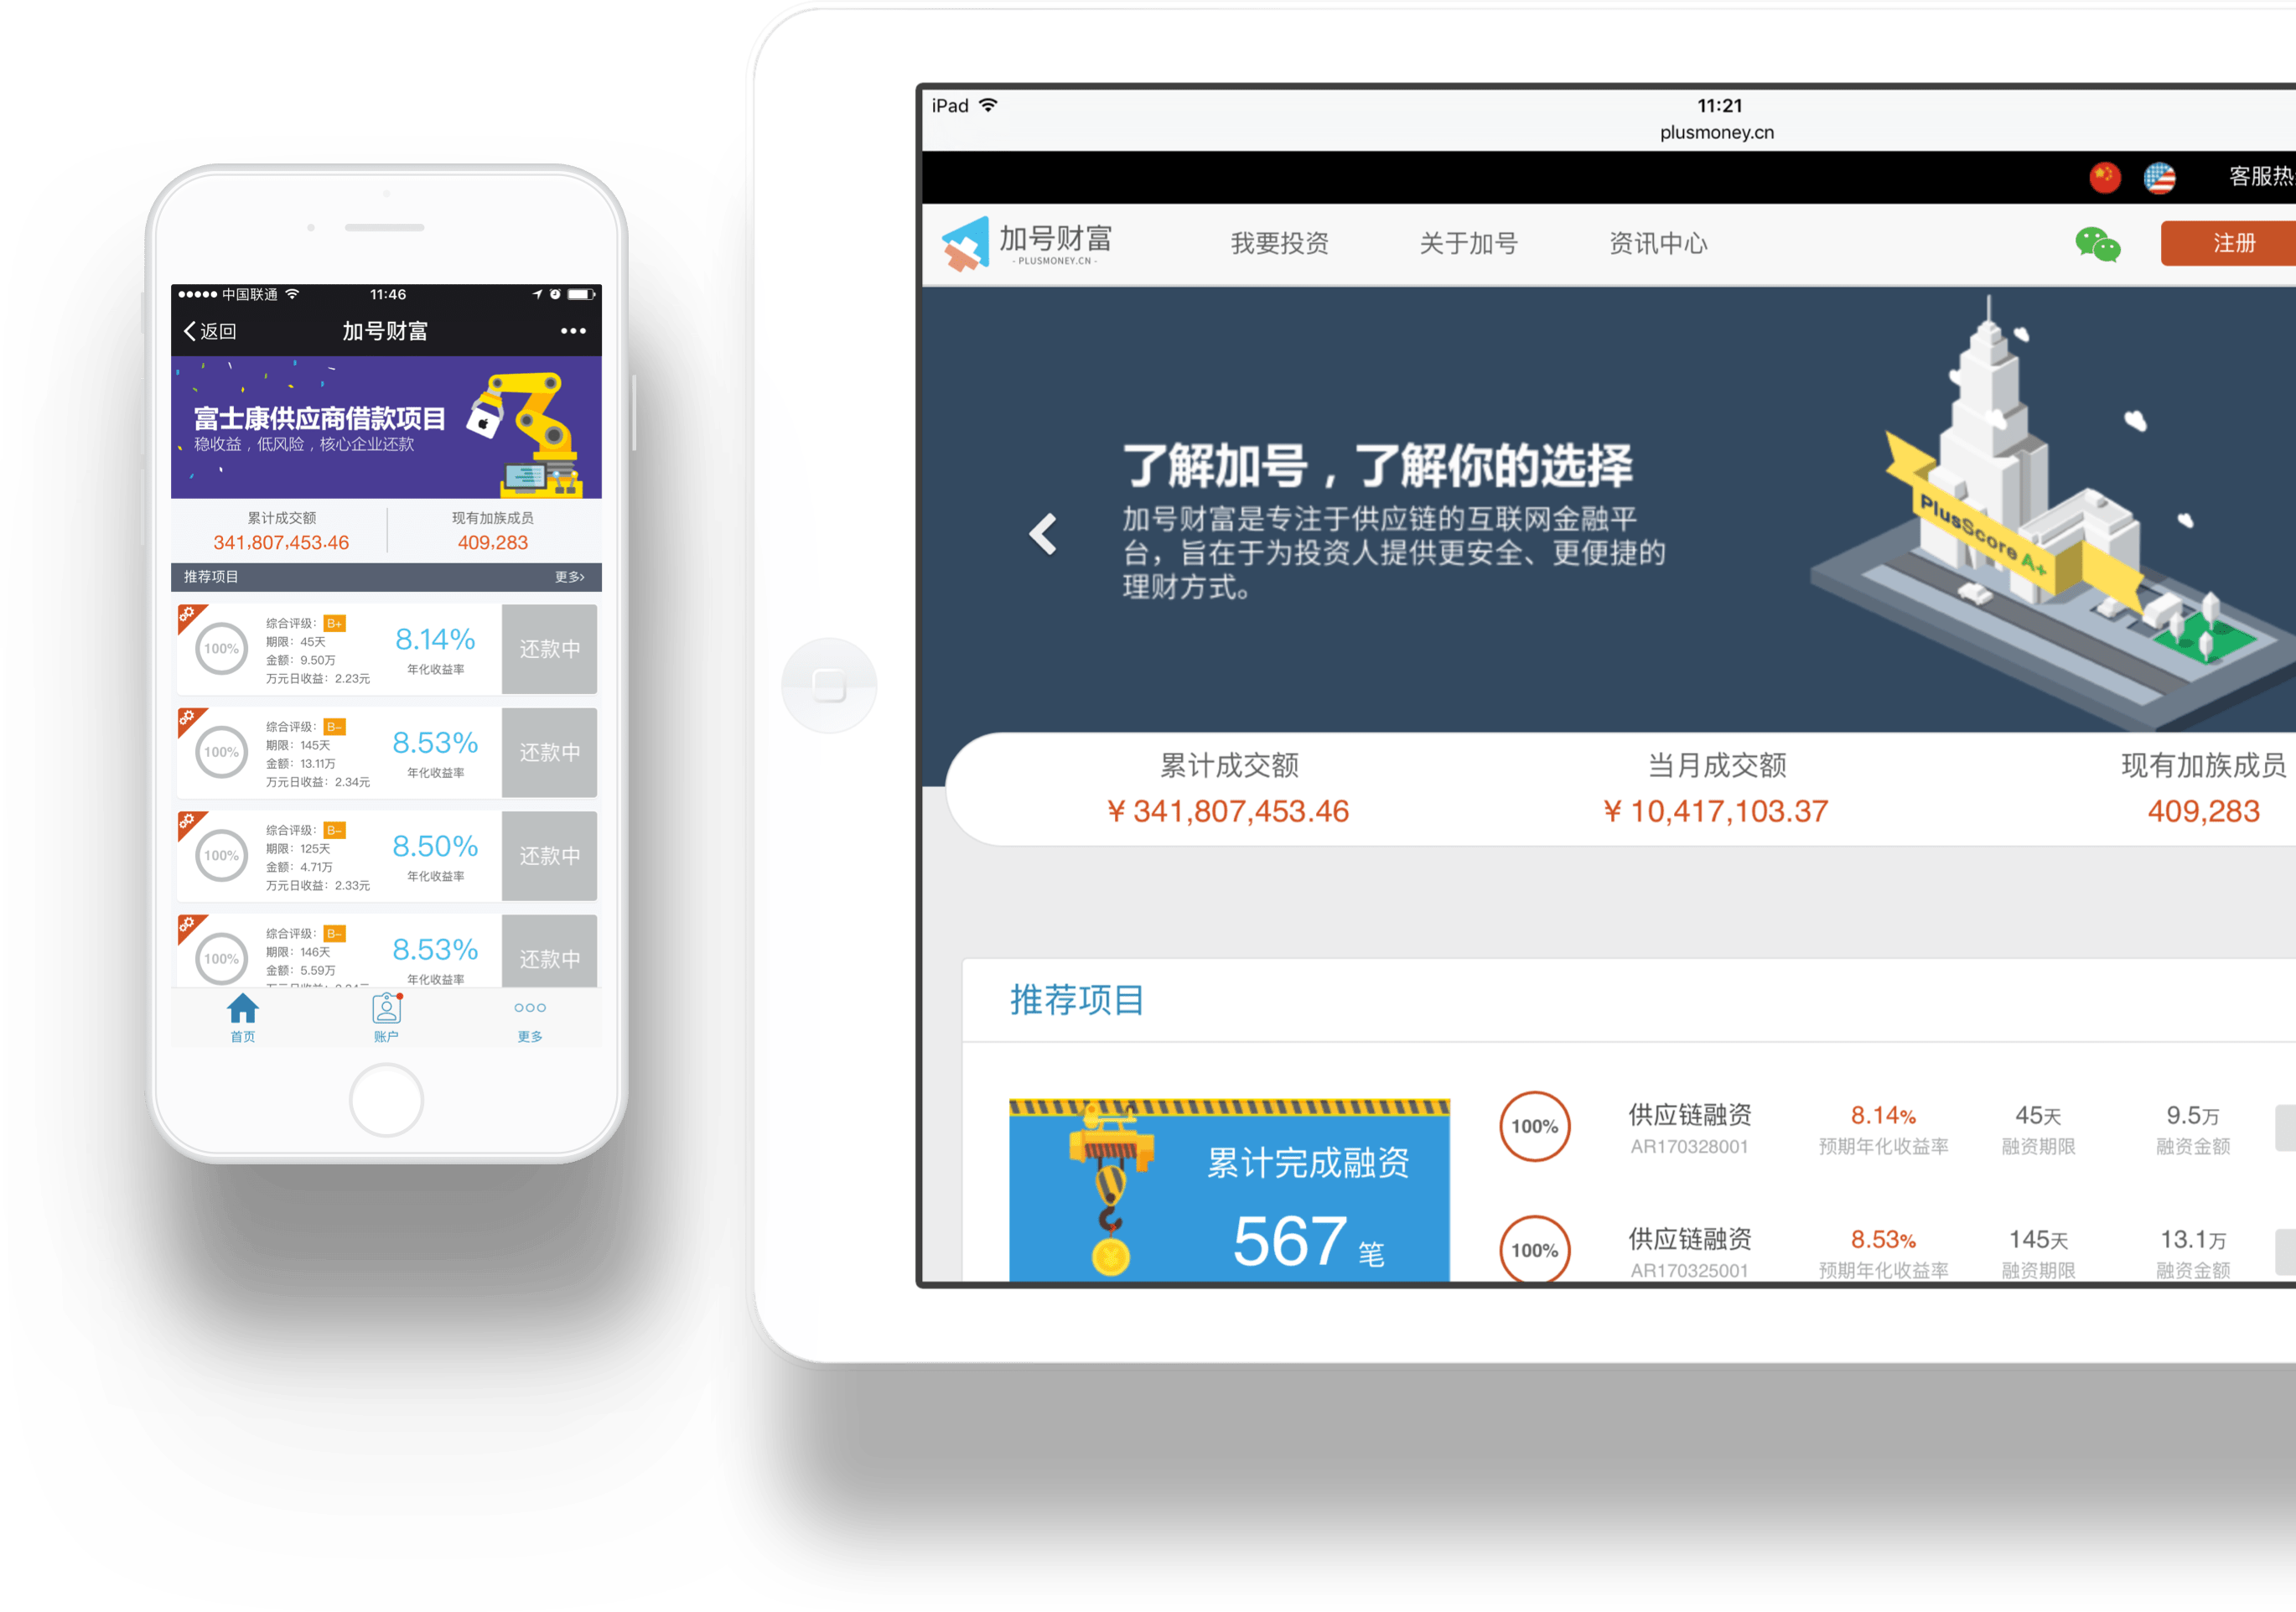 中国联通
11:46
返回
加号财富
富士康供应商借款项目
稳收益，低风险，核心企业还款
累计成交额
现有加族成员
341,807,453.46
409,283
推荐项目
更多
100%
综合评级: B+
期限: 45天
金额: 9.50万
万元日收益: 2.23元
8.14%
年化收益率
还款中
100%
综合评级: B-
期限: 145天
金额: 13.11万
万元日收益: 2.34元
8.53%
年化收益率
还款中
100%
综合评级: B-
期限: 125天
金额: 4.71万
万元日收益: 2.33元
8.50%
年化收益率
还款中
100%
综合评级: B-
期限: 146天
金额: 5.59万
8.53%
年化收益率
还款中
首页
账户
更多
iPad
11:21
plusmoney.cn
客服热
加号财富
- PLUSMONEY.CN -
我要投资
关于加号
资讯中心
注册
了解加号，了解你的选择
加号财富是专注于供应链的互联网金融平
台，旨在于为投资人提供更安全、更便捷的
理财方式。
PlusScore A+
累计成交额
当月成交额
现有加族成员
¥ 341,807,453.46
¥ 10,417,103.37
409,283
推荐项目
累计完成融资
567 笔
100%
供应链融资
AR170328001
8.14%
预期年化收益率
45天
融资期限
9.5万
融资金额
100%
供应链融资
AR170325001
8.53%
预期年化收益率
145天
融资期限
13.1万
融资金额